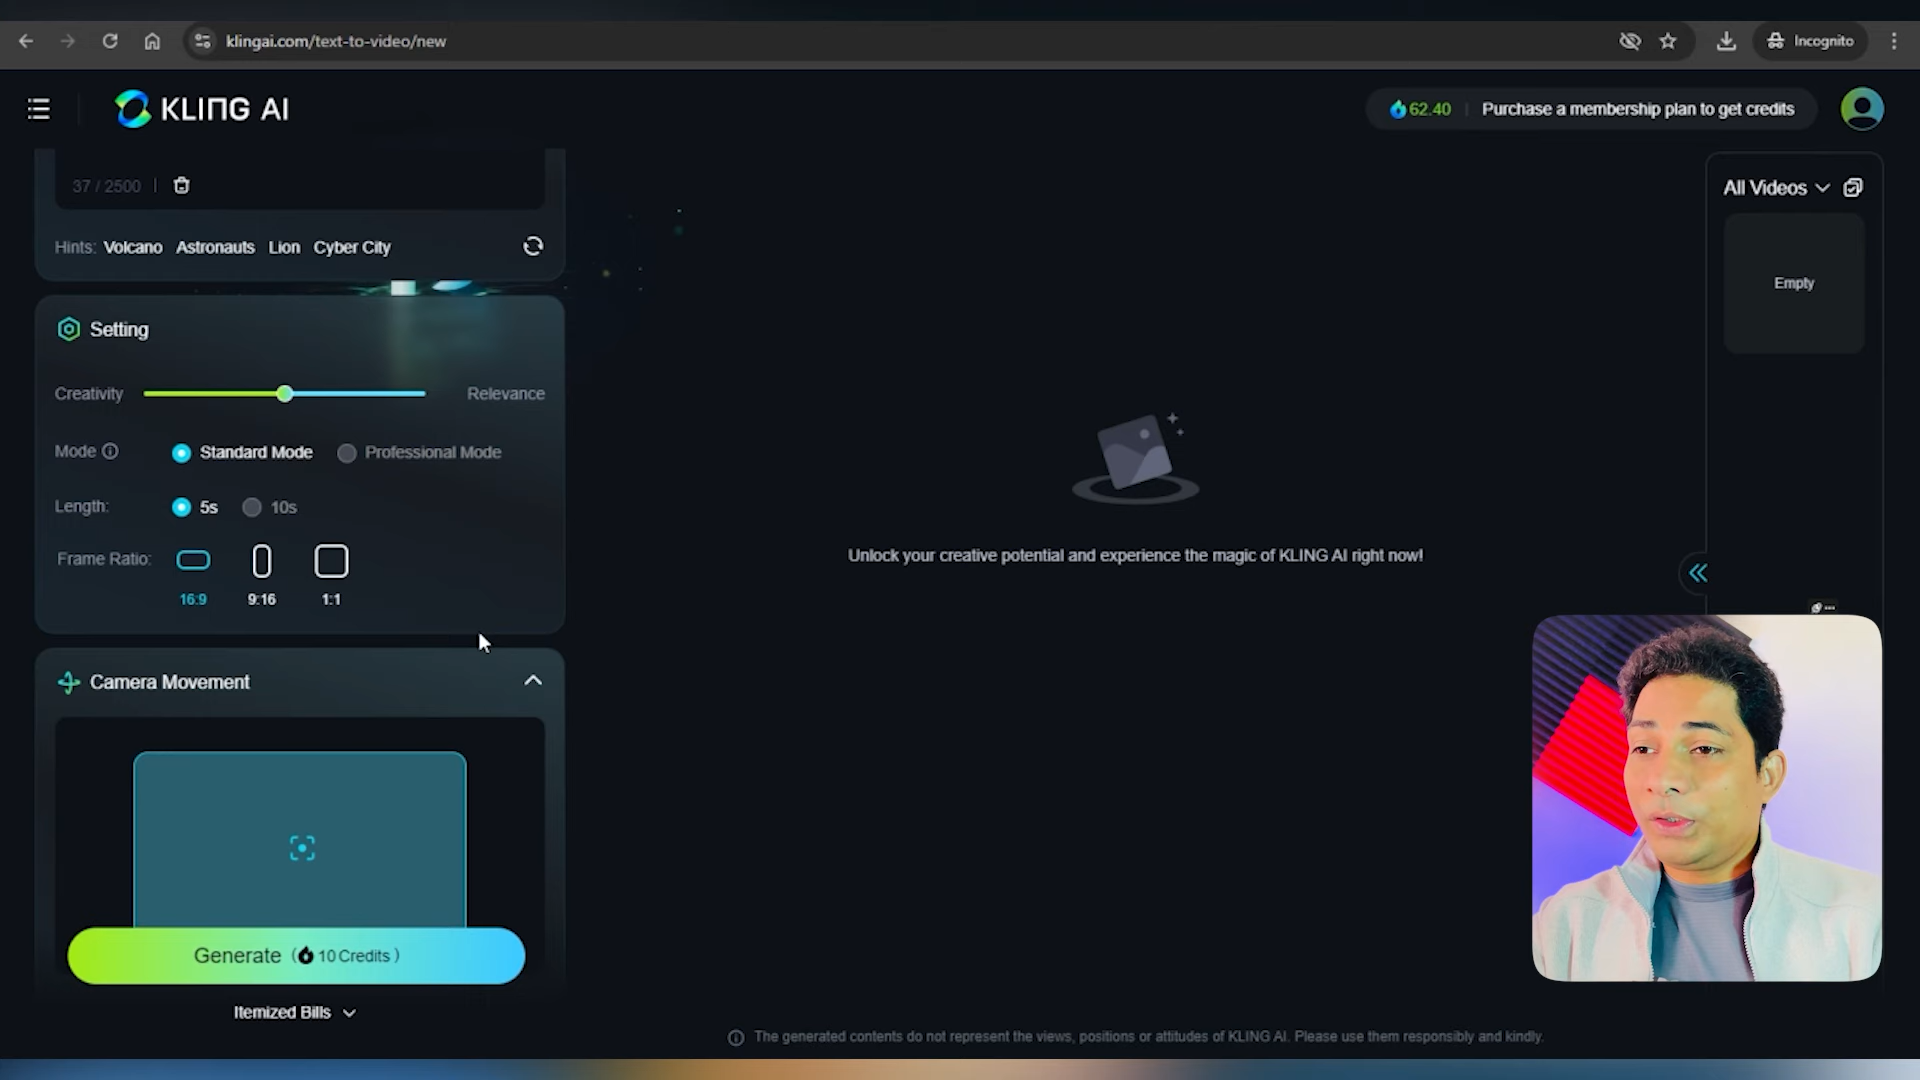 klingai.com/text-to-video/new
Incognito
KLING AI
62.40 | Purchase a membership plan to get credits
37 / 2500
All Videos
Hints: Volcano Astronauts Lion Cyber City
Empty
Setting
Creativity Relevance
Mode Standard Mode Professional Mode
Length: 5s 10s
Frame Ratio:
16:9 9:16 1:1
Unlock your creative potential and experience the magic of KLING AI right now!
Camera Movement
Generate ( 10 Credits )
Itemized Bills
The generated contents do not represent the views, positions or attitudes of KLING AI. Please use them responsibly and kindly.